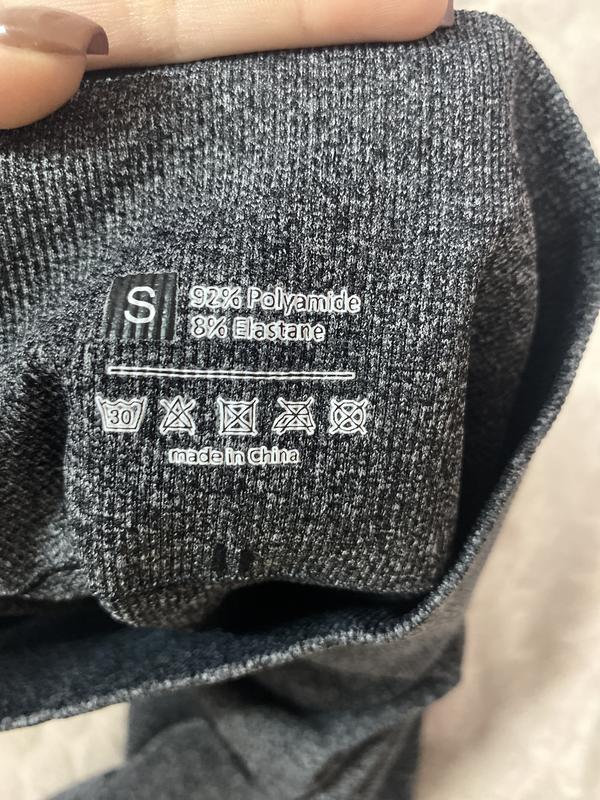 S
92% Polyamide
8% Elastane
30
made in China